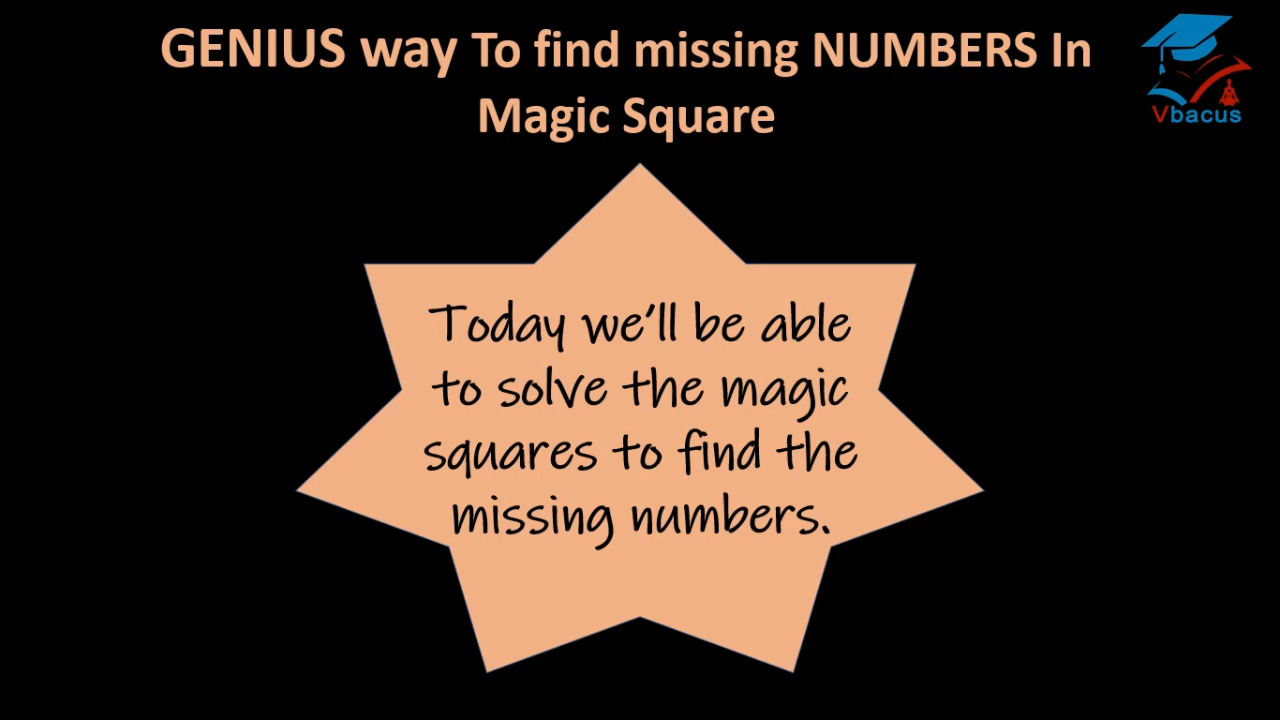 GENIUS way To find missing NUMBERS In
Magic Square
Vbacus
Today we'll be able
to solve the magic
squares to find the
missing numbers.